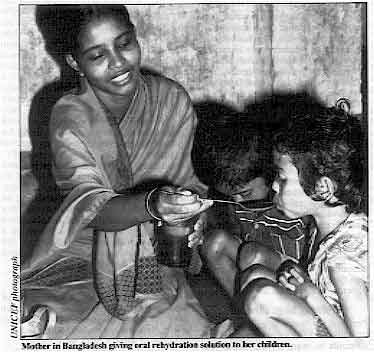 UNICEF photograph
Mother in Bangladesh giving oral rehydration solution to her children.